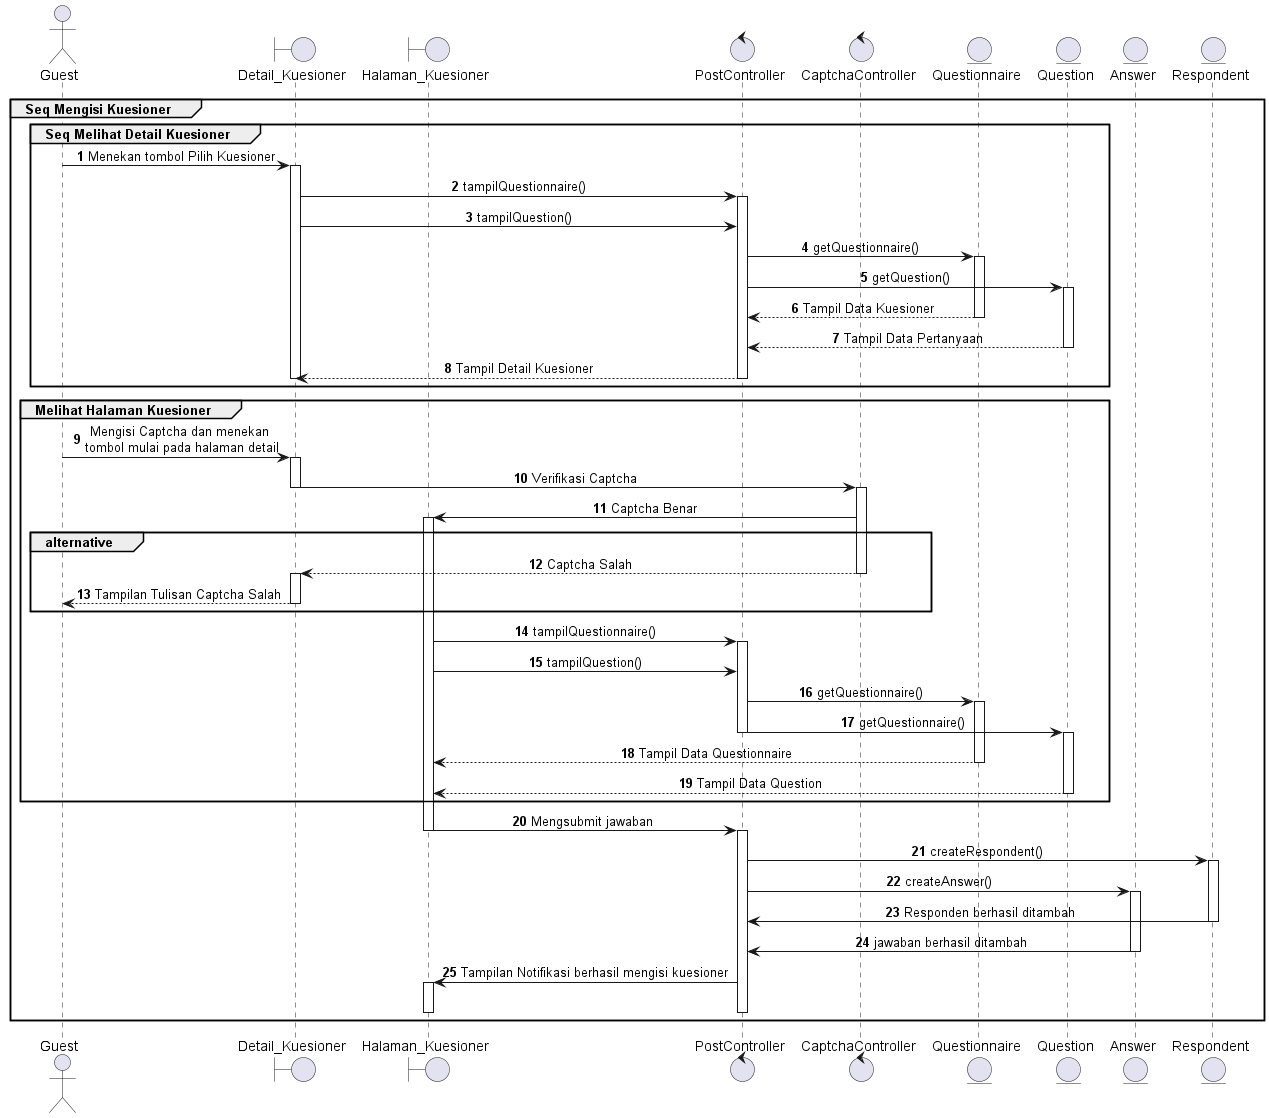 Guest
Detail_Kuesioner
Halaman_Kuesioner
PostController
CaptchaController
Questionnaire
Question
Answer
Respondent
Seq Mengisi Kuesioner
Seq Melihat Detail Kuesioner
1 Menekan tombol Pilih Kuesioner
2 tampilQuestionnaire()
3 tampilQuestion()
4 getQuestionnaire()
5 getQuestion()
6 Tampil Data Kuesioner
7 Tampil Data Pertanyaan
8 Tampil Detail Kuesioner
Melihat Halaman Kuesioner
9 Mengisi Captcha dan menekan
tombol mulai pada halaman detail
10 Verifikasi Captcha
11 Captcha Benar
alternative
12 Captcha Salah
13 Tampilan Tulisan Captcha Salah
14 tampilQuestionnaire()
15 tampilQuestion()
16 getQuestionnaire()
17 getQuestionnaire()
18 Tampil Data Questionnaire
19 Tampil Data Question
20 Mengsubmit jawaban
21 createRespondent()
22 createAnswer()
23 Responden berhasil ditambah
24 jawaban berhasil ditambah
25 Tampilan Notifikasi berhasil mengisi kuesioner
Guest
Detail_Kuesioner
Halaman_Kuesioner
PostController
CaptchaController
Questionnaire
Question
Answer
Respondent